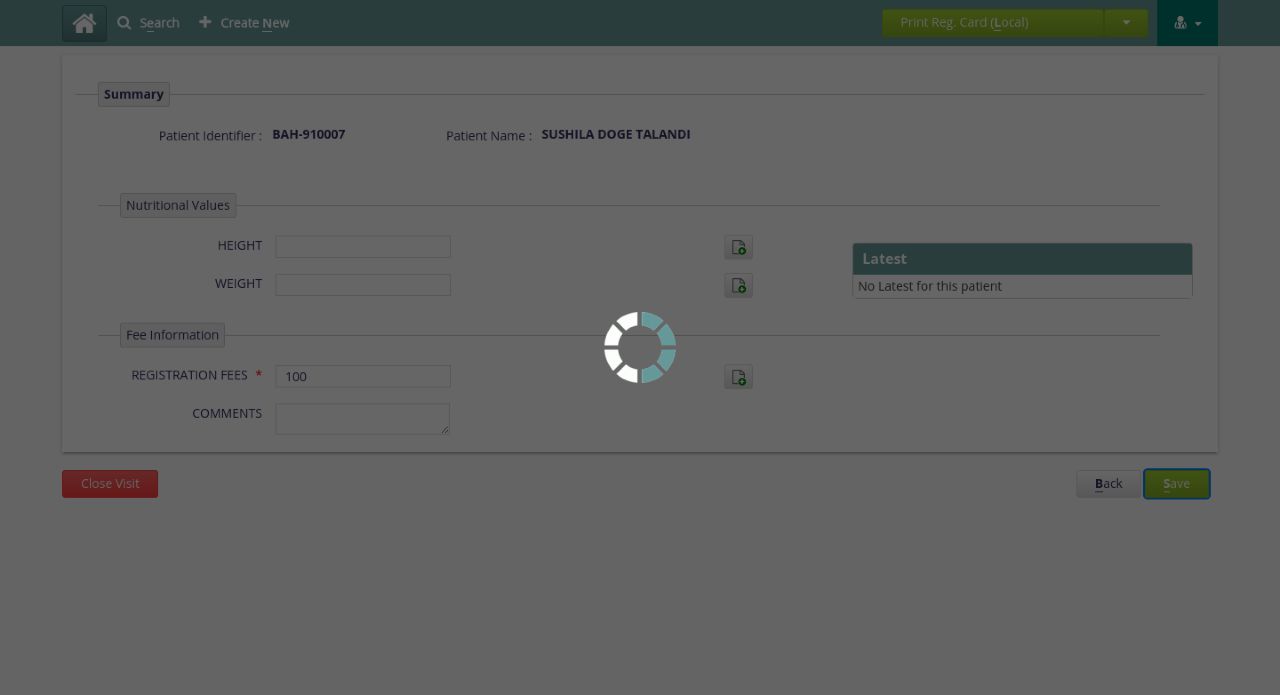 Search
Create New
Print Reg. Card (Local)
Summary
Patient Identifier : BAH-910007
Patient Name : SUSHILA DOGE TALANDI
Nutritional Values
HEIGHT
WEIGHT
Latest
No Latest for this patient
Fee Information
REGISTRATION FEES * 100
COMMENTS
Close Visit
Back
Save